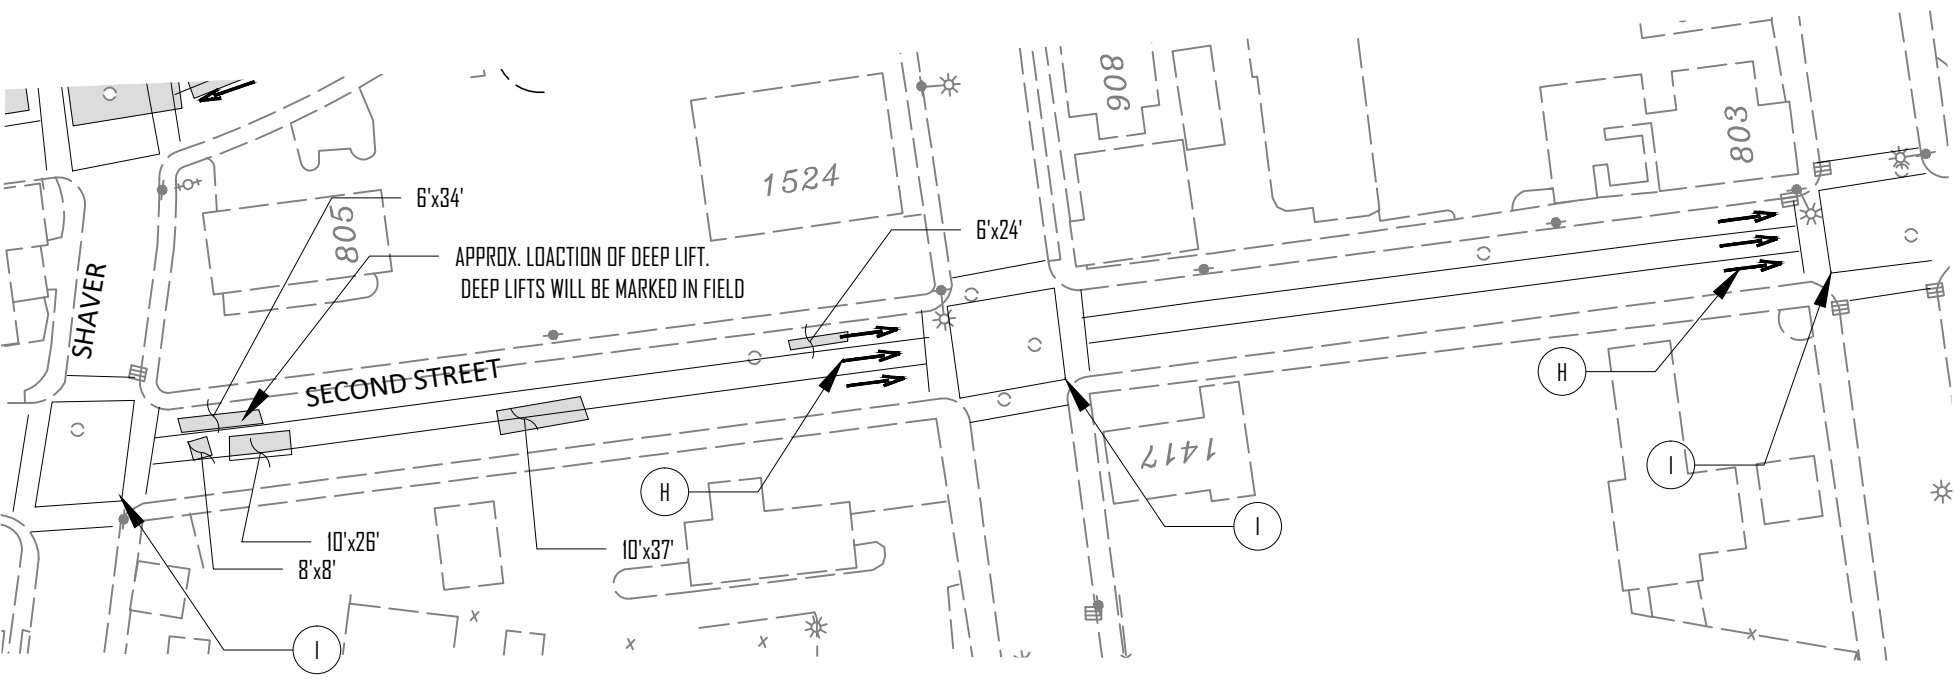 908
803
1524
6'x34'
805
6'x24'
APPROX. LOACTION OF DEEP LIFT.
DEEP LIFTS WILL BE MARKED IN FIELD
SHAVER
SECOND STREET
H
H
1417
I
I
10'x26'
10'x37'
8'x8'
I